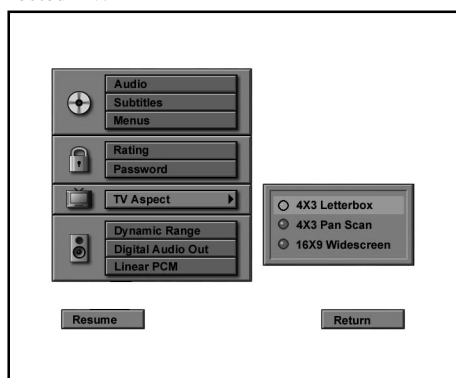 Audio
Subtitles
Menus
Rating
Password
TV Aspect
4X3 Letterbox
4X3 Pan Scan
16X9 Widescreen
Dynamic Range
Digital Audio Out
Linear PCM
Resume
Return